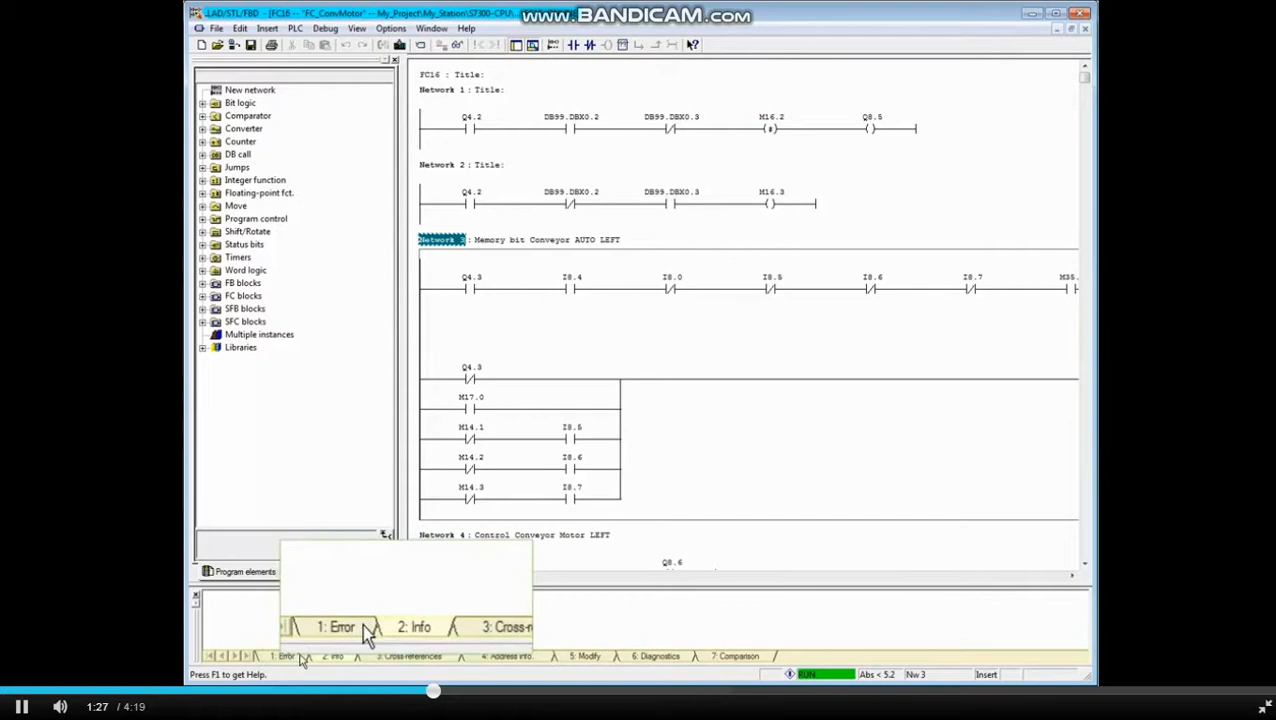 LAD/STL/FBD - [FC16 -- "FC_ConvMotor" -- My_Project\My_Station\S7300-CPU\...
www.BANDICAM.com
File Edit Insert PLC Debug View Options Window Help
New network
Bit logic
Comparator
Converter
Counter
DB call
Jumps
Integer function
Floating-point fct.
Move
Program control
Shift/Rotate
Status bits
Timers
Word logic
FB blocks
FC blocks
SFB blocks
SFC blocks
Multiple instances
Libraries
Program elements
FC16 : Title:
Network 1 : Title:
Q4.2 DB99.DBX0.2 DB99.DBX0.3 M16.2 Q8.5
(#) ( )
Network 2 : Title:
Q4.2 DB99.DBX0.2 DB99.DBX0.3 M16.3
( )
Network 3 : Memory bit Conveyor AUTO LEFT
Q4.3 I8.4 I8.0 I8.5 I8.6 I8.7 M35.
Q4.3
M17.0
M14.1 I8.5
M14.2 I8.6
M14.3 I8.7
Network 4 : Control Conveyor Motor LEFT
Q8.6
1: Error 2: Info 3: Cross-r
1: Error 2: Info 3: Cross-references 4: Address info. 5: Modify 6: Diagnostics 7: Comparison
Press F1 to get Help. RUN Abs < 5.2 Nw 3 Insert
1:27 / 4:19